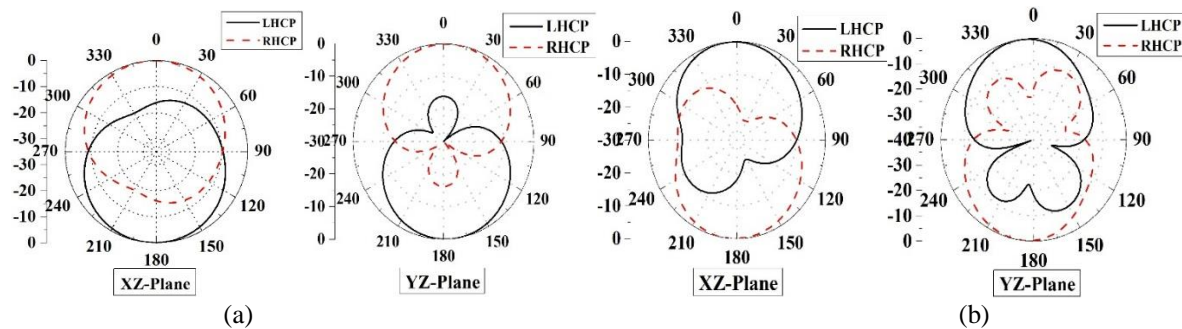 0
330 30
LHCP
RHCP
0
-10 300 60
-20
-30
270 90
-30
-20 240 120
-10
0 210 150
180
XZ-Plane
0
330 30
LHCP
RHCP
0
-10 300 60
-20
-30 270 90
-20
-10 240 120
0 210 150
180
YZ-Plane
(a)
0
330 30
LHCP
RHCP
0
-10 300 60
-20
-30 270 90
-20
-10 240 120
0 210 150
180
XZ-Plane
0
330 30
LHCP
RHCP
0
-10 300 60
-20
-30
-40 270 90
-30
-20 240 120
-10
0 210 150
180
YZ-Plane
(b)